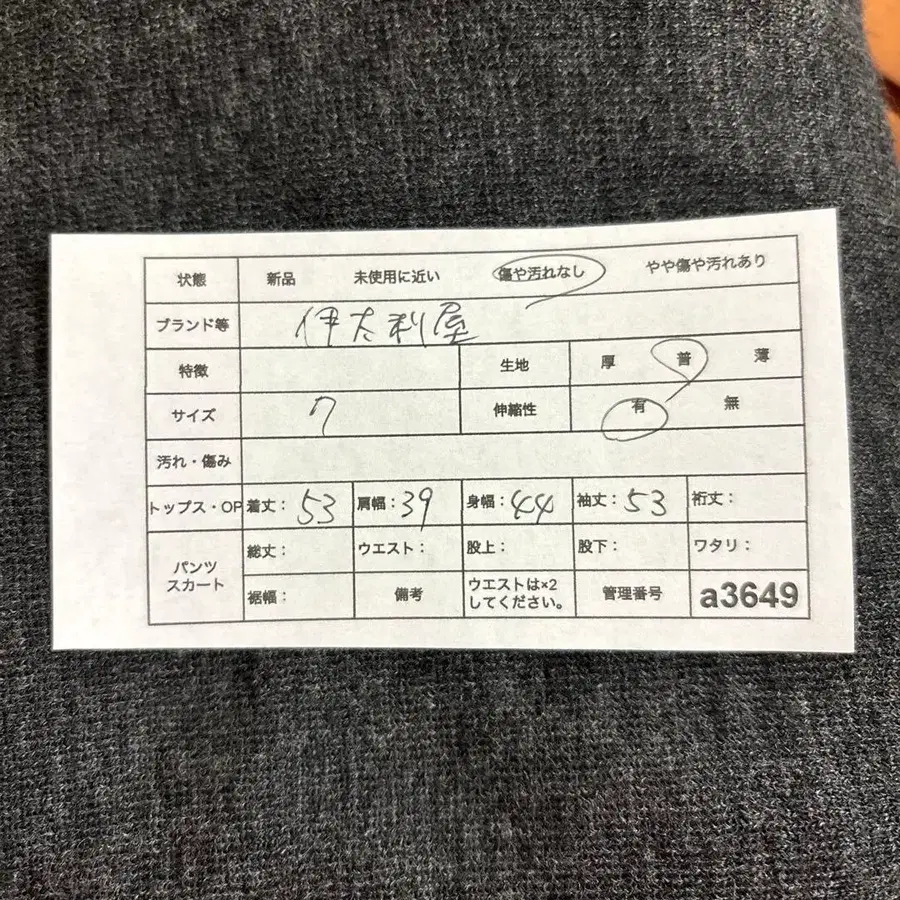 状態 新品 未使用に近い 傷や汚れなし やや傷や汚れあり
ブランド等 伊太利屋
特徴 生地 厚 普 薄
サイズ 7 伸縮性 有 無
汚れ・傷み
トップス・OP 着丈: 53 肩幅: 39 身幅: 44 袖丈: 53 裄丈:
パンツ スカート 総丈: ウエスト: 股上: 股下: ワタリ:
裾幅: 備考 ウエストは×2 してください。 管理番号 a3649